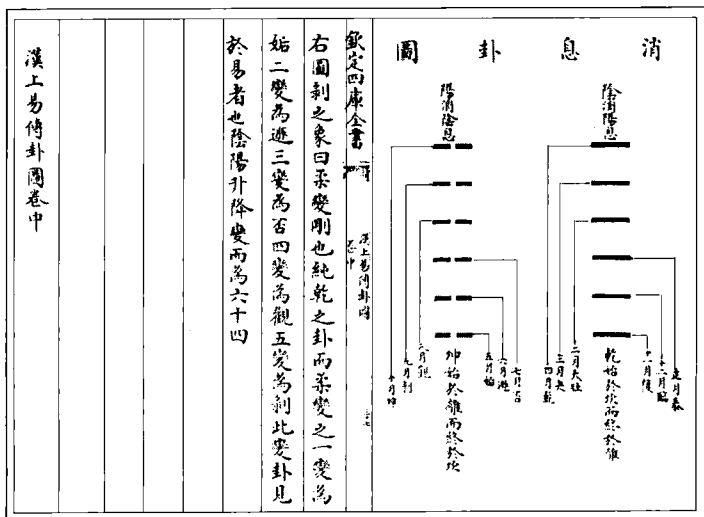 消息卦圖
陰消陽息
正月泰
十二月臨
十一月復
乾始於坎而終於離
二月大壯
三月夬
四月乾
陽消陰息
七月否
六月遯
五月姤
坤始於離而終於坎
八月觀
九月剥
十月坤
欽定四庫全書
漢上易傳卦圖
卷中
右圖剥之象曰柔變剛也純乾之卦而柔變之一變為
姤二變為遯三變為否四變為觀五變為剥此變卦見
於易者也陰陽升降變而為六十四
漢上易傳卦圖卷中